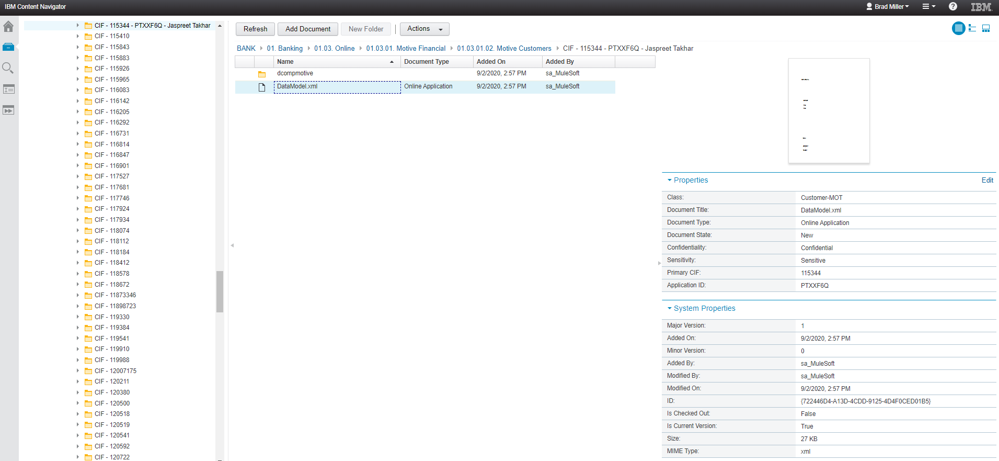 IBM Content Navigator
Brad Miller
?
IBM
CIF - 115344 - PTXXF6Q - Jaspreet Takhar
CIF - 115410
CIF - 115843
CIF - 115883
CIF - 115926
CIF - 115965
CIF - 116083
CIF - 116142
CIF - 116205
CIF - 116292
CIF - 116731
CIF - 116814
CIF - 116847
CIF - 116901
CIF - 117527
CIF - 117681
CIF - 117746
CIF - 117924
CIF - 117934
CIF - 118074
CIF - 118112
CIF - 118184
CIF - 118412
CIF - 118578
CIF - 118672
CIF - 11873346
CIF - 11898723
CIF - 119330
CIF - 119384
CIF - 119541
CIF - 119910
CIF - 119988
CIF - 12007175
CIF - 120211
CIF - 120380
CIF - 120500
CIF - 120518
CIF - 120519
CIF - 120541
CIF - 120592
CIF - 120722
Refresh Add Document New Folder Actions
BANK 01. Banking 01.03. Online 01.03.01. Motive Financial 01.03.01.02. Motive Customers CIF - 115344 - PTXXF6Q - Jaspreet Takhar
Name Document Type Added On Added By
dcompmotive 9/2/2020, 2:57 PM sa_MuleSoft
DataModel.xml Online Application 9/2/2020, 2:57 PM sa_MuleSoft
Properties Edit
Class: Customer-MOT
Document Title: DataModel.xml
Document Type: Online Application
Document State: New
Confidentiality: Confidential
Sensitivity: Sensitive
Primary CIF: 115344
Application ID: PTXXF6Q
System Properties
Major Version: 1
Added On: 9/2/2020, 2:57 PM
Minor Version: 0
Added By: sa_MuleSoft
Modified By: sa_MuleSoft
Modified On: 9/2/2020, 2:57 PM
ID: {722446D4-A13D-4CDD-9125-4D4F0CED01B5}
Is Checked Out: False
Is Current Version: True
Size: 27 KB
MIME Type: xml